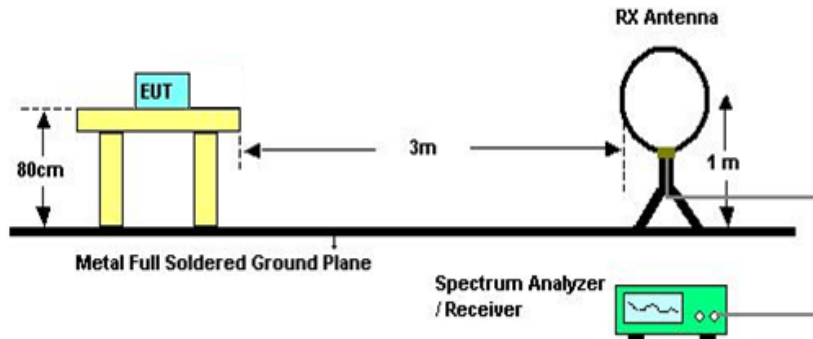 RX Antenna
EUT
80cm
3m
1 m
Metal Full Soldered Ground Plane
Spectrum Analyzer
/ Receiver